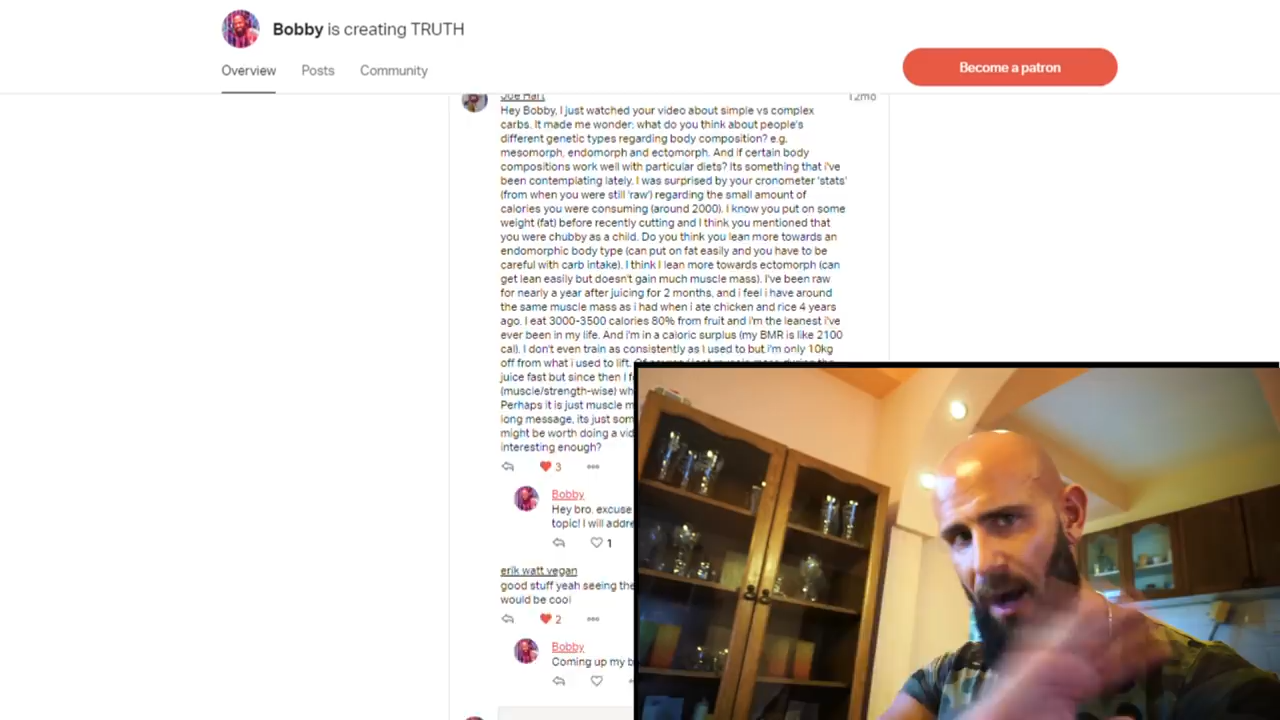 Bobby is creating TRUTH
Overview Posts Community
Become a patron
Joe Hart 12mo
Hey Bobby, I just watched your video about simple vs complex
carbs. It made me wonder: what do you think about people's
different genetic types regarding body composition? e.g,
mesomorph, endomorph and ectomorph. And if certain body
compositions work well with particular diets? Its something that i've
been contemplating lately. I was surprised by your cronometer 'stats'
(from when you were still 'raw') regarding the small amount of
calories you were consuming (around 2000). I know you put on some
weight (fat) before recently cutting and I think you mentioned that
you were chubby as a child. Do you think you lean more towards an
endomorphic body type (can put on fat easily and you have to be
careful with carb intake). I think I lean more towards ectomorph (can
get lean easily but doesn't gain much muscle mass). I've been raw
for nearly a year after juicing for 2 months, and i feel i have around
the same muscle mass as i had when i ate chicken and rice 4 years
ago. I eat 3000-3500 calories 80% from fruit and i'm the leanest i've
ever been in my life. And i'm in a caloric surplus (my BMR is like 2100
cal). I don't even train as consistently as I used to but i'm only 10kg
off from what i used to lift.
juice fast but since then I
(muscle/strength-wise)
Perhaps it is just muscle
long message, its just
might be worth doing a
interesting enough?
3
Bobby
Hey bro, excuse
topic! I will
1
erik watt vegan
good stuff yeah seeing
would be cool
2
Bobby
Coming up my